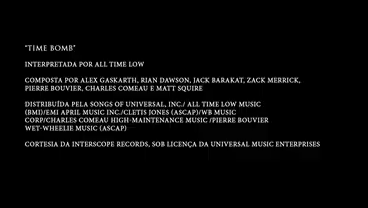 "TIME BOMB"
INTERPRETADA POR ALL TIME LOW
COMPOSTA POR ALEX GASKARTH, RIAN DAWSON, JACK BARAKAT, ZACK MERRICK,
PIERRE BOUVIER, CHARLES COMEAU E MATT SQUIRE
DISTRIBUÍDA PELA SONGS OF UNIVERSAL, INC./ ALL TIME LOW MUSIC
(BMI)/EMI APRIL MUSIC INC./CLETIS JONES (ASCAP)/WB MUSIC
CORP/CHARLES COMEAU HIGH-MAINTENANCE MUSIC /PIERRE BOUVIER
WET-WHEELIE MUSIC (ASCAP)
CORTESIA DA INTERSCOPE RECORDS, SOB LICENÇA DA UNIVERSAL MUSIC ENTERPRISES